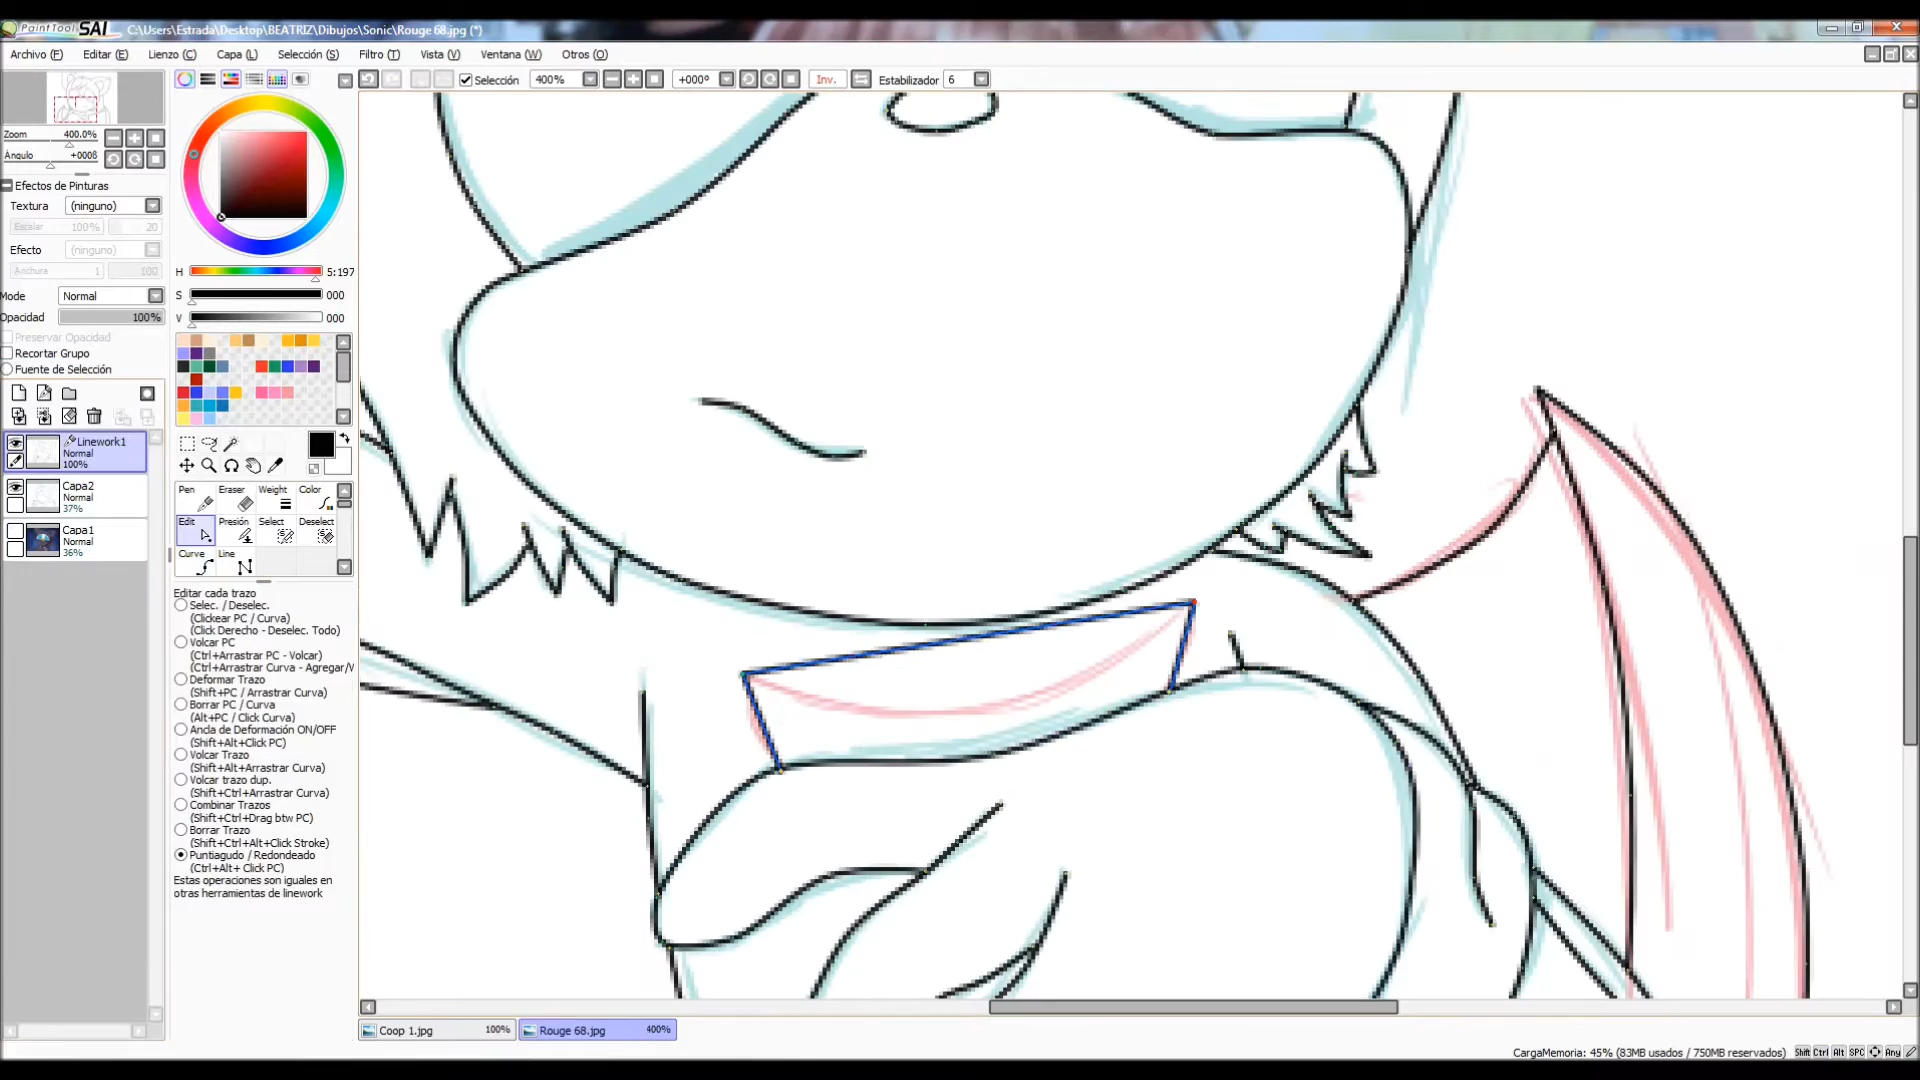 PaintTool SAI C:\Users\Estrada\Desktop\BEATRIZ\Dibujos\Sonic\Rouge 68.jpg (*)
Archivo (F) Editar (E) Lienzo (C) Capa (L) Selección (S) Filtro (T) Vista (V) Ventana (W) Otros (O)
Selección 400% +000º Inv. Estabilizador 6
Zoom 400.0%
Ángulo +000ß
Efectos de Pinturas
Textura (ninguno)
Escalar 100% 20
Efecto (ninguno)
Anchura 1 100
Mode Normal
Opacidad 100%
Preservar Opacidad
Recortar Grupo
Fuente de Selección
Linework1
Normal
100%
Capa2
Normal
37%
Capa1
Normal
36%
H 5:197
S 000
V 000
Pen Eraser Weight Color
Edit Presión Select Deselect
Curve Line
Editar cada trazo
Selec. / Deselec.
(Clickear PC / Curva)
(Click Derecho - Deselec. Todo)
Volcar PC
(Ctrl+Arrastrar PC - Volcar)
(Ctrl+Arrastrar Curva - Agregar/V
Deformar Trazo
(Shift+PC / Arrastrar Curva)
Borrar PC / Curva
(Alt+PC / Click Curva)
Ancla de Deformación ON/OFF
(Shift+Alt+Click PC)
Volcar Trazo
(Shift+Alt+Arrastrar Curva)
Volcar trazo dup.
(Shift+Ctrl+Arrastrar Curva)
Combinar Trazos
(Shift+Ctrl+Drag btw PC)
Borrar Trazo
(Shift+Ctrl+Alt+Click Stroke)
Puntiagudo / Redondeado
(Ctrl+Alt+ Click PC)
Estas operaciones son iguales en
otras herramientas de linework
Coop 1.jpg 100% Rouge 68.jpg 400%
CargaMemoria: 45% (83MB usados / 750MB reservados) Shift Ctrl Alt SPC Any